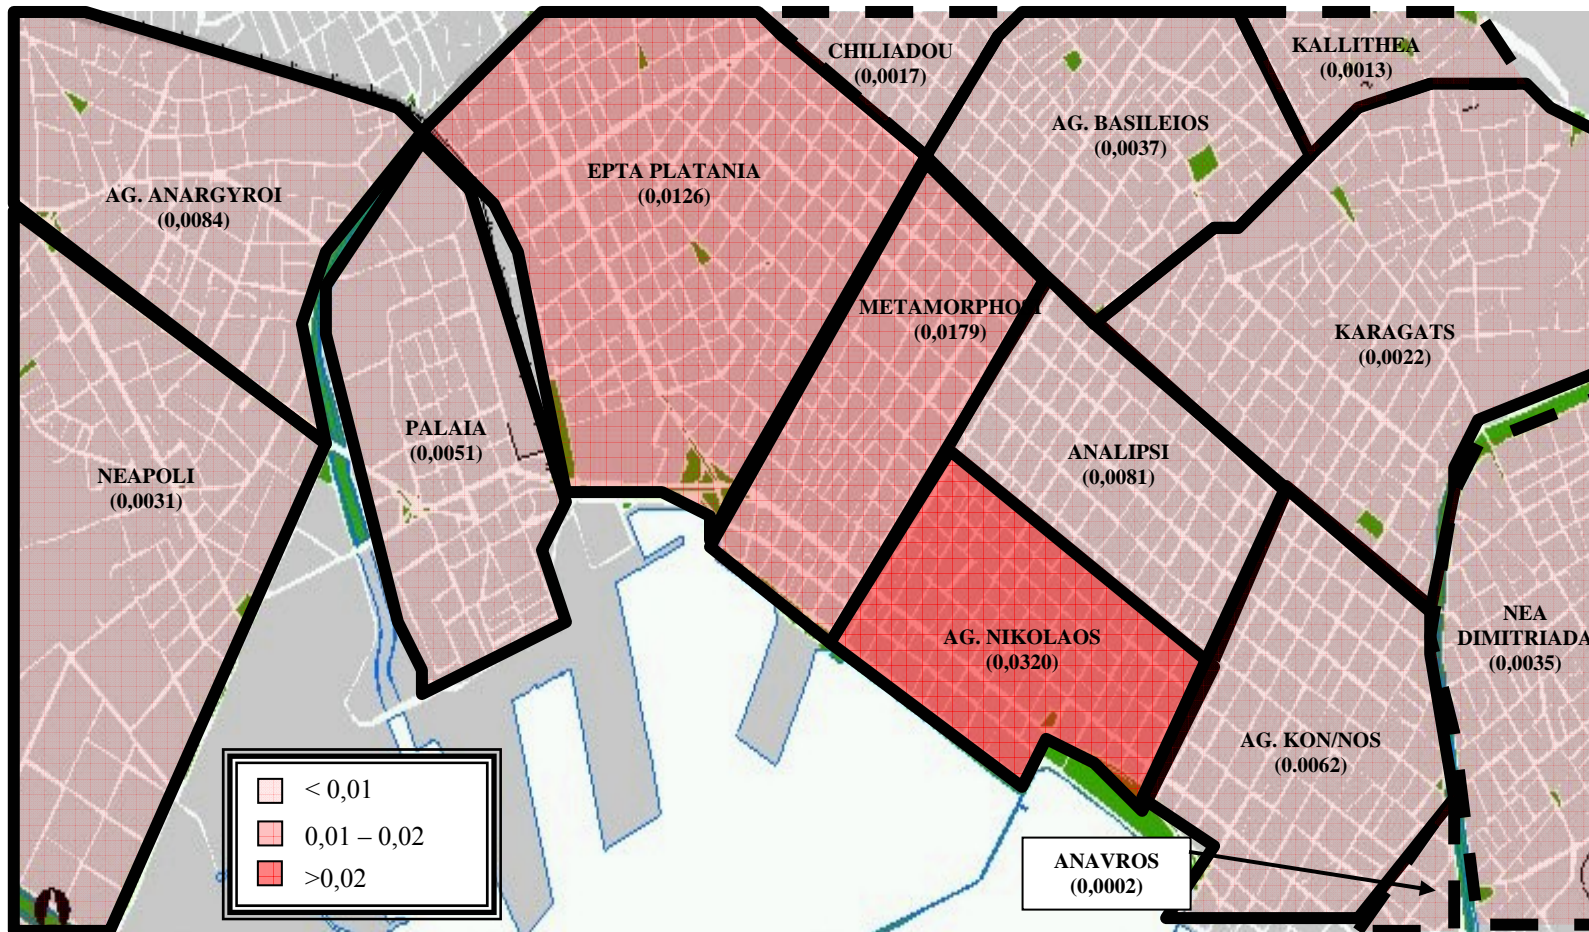 CHILIADOU
(0,0017)
KALLITHEA
(0,0013)
AG. BASILEIOS
(0,0037)
EPTA PLATANIA
(0,0126)
AG. ANARGYROI
(0,0084)
METAMORPHOSI
(0,0179)
KARAGATS
(0,0022)
PALAIA
(0,0051)
ANALIPSI
(0,0081)
NEAPOLI
(0,0031)
AG. NIKOLAOS
(0,0320)
NEA
DIMITRIADA
(0,0035)
AG. KON/NOS
(0.0062)
< 0,01
0,01 – 0,02
>0,02
ANAVROS
(0,0002)